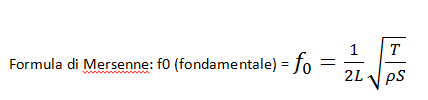 Formula di Mersenne: f0 (fondamentale) = f₀ = 1/2L √(T/ρS)